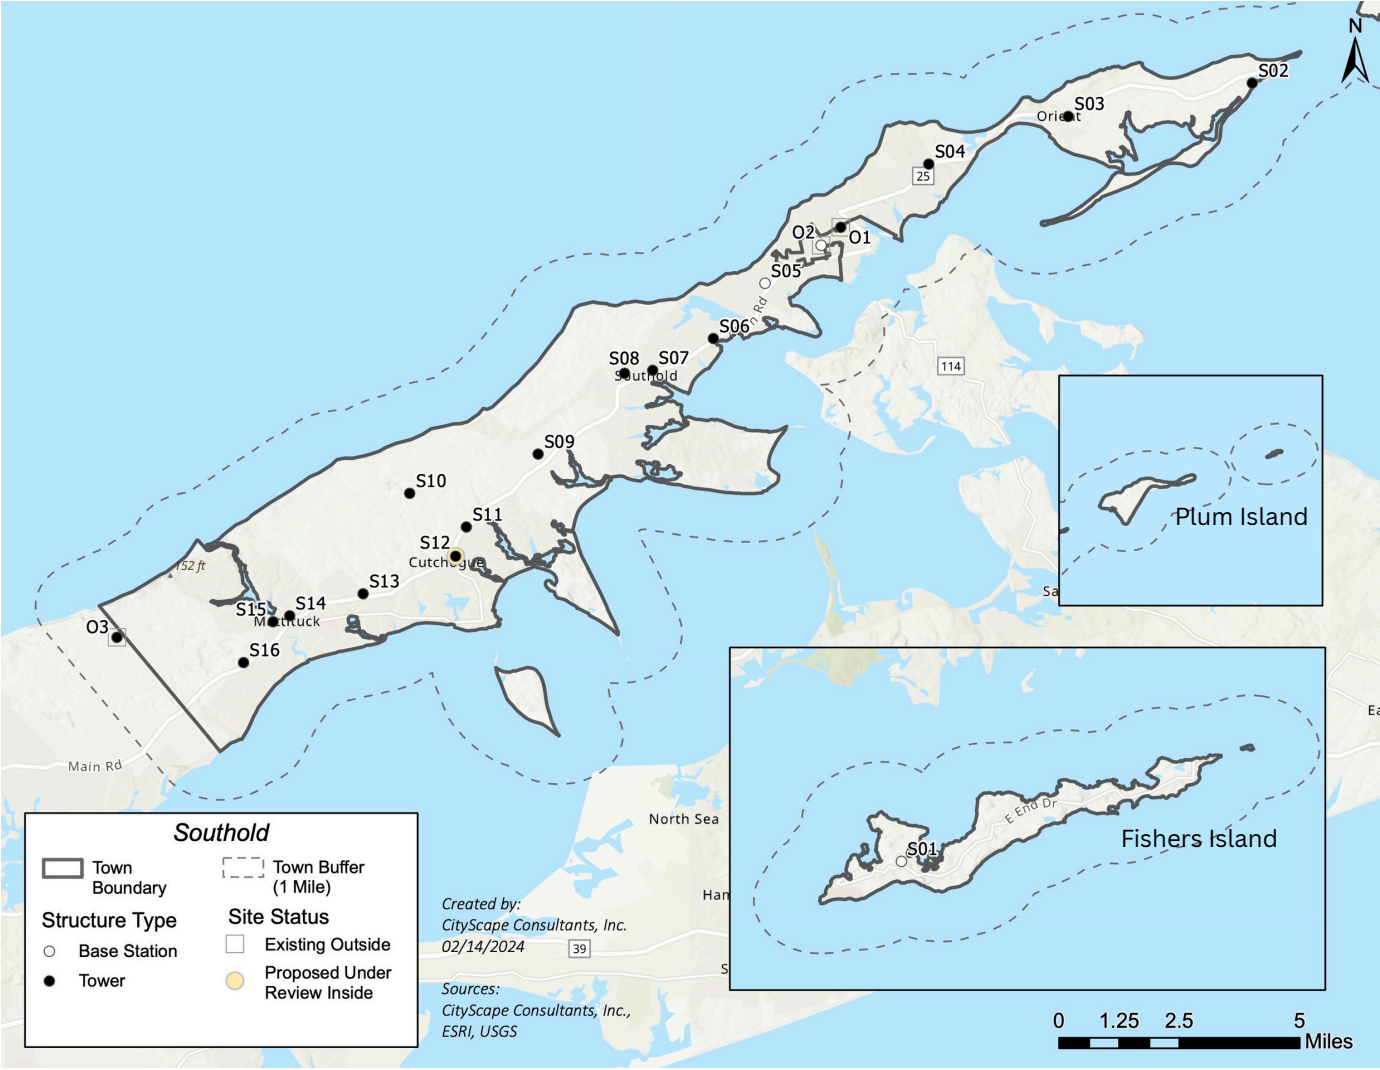 N
S02
S03
Orient
S04
25
O2
O1
S05
n Rd
S06
S08
S07
Southold
114
S09
S10
S11
S12
Cutchogue
Plum Island
152 ft
S13
S15
S14
Mattituck
O3
S16
Sa
Main Rd
Ea
North Sea
Ham
S
39
E End Dr
S01
Fishers Island
Southold
Town
Boundary
Town Buffer
(1 Mile)
Structure Type
Site Status
Base Station
Existing Outside
Tower
Proposed Under
Review Inside
Created by:
CityScape Consultants, Inc.
02/14/2024
Sources:
CityScape Consultants, Inc.,
ESRI, USGS
0 1.25 2.5 5
Miles